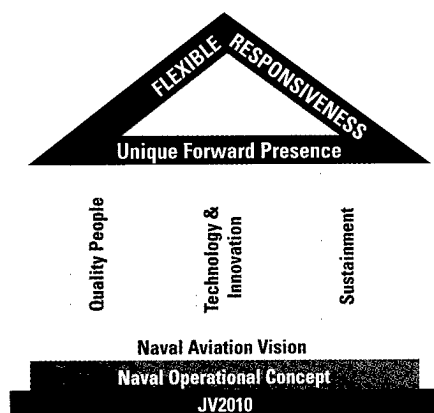 FLEXIBLE
RESPONSIVENESS
Unique Forward Presence
Quality People
Technology &
Innovation
Sustainment
Naval Aviation Vision
Naval Operational Concept
JV2010